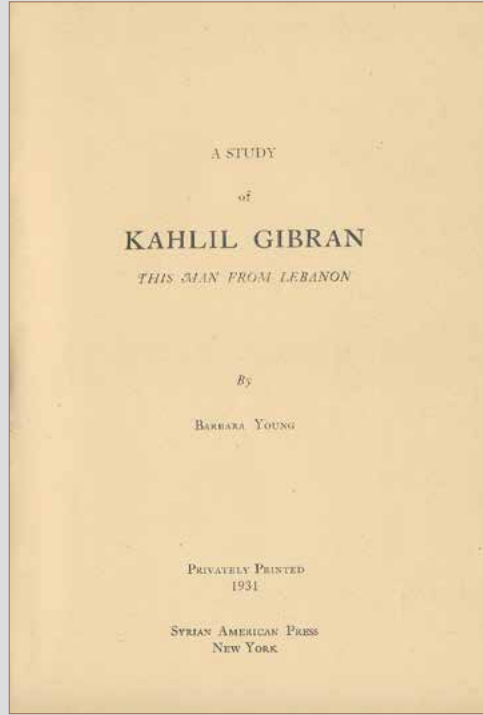 A STUDY
of
KAHLIL GIBRAN
THIS MAN FROM LEBANON
By
BARBARA YOUNG
PRIVATELY PRINTED
1931
SYRIAN AMERICAN PRESS
NEW YORK